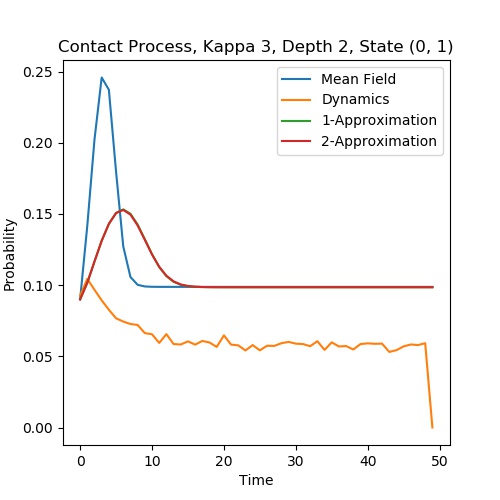 Contact Process, Kappa 3, Depth 2, State (0, 1)
Mean Field
Dynamics
1-Approximation
2-Approximation
0.25
0.20
0.15
0.10
0.05
0.00
Probability
0
10
20
30
40
50
Time